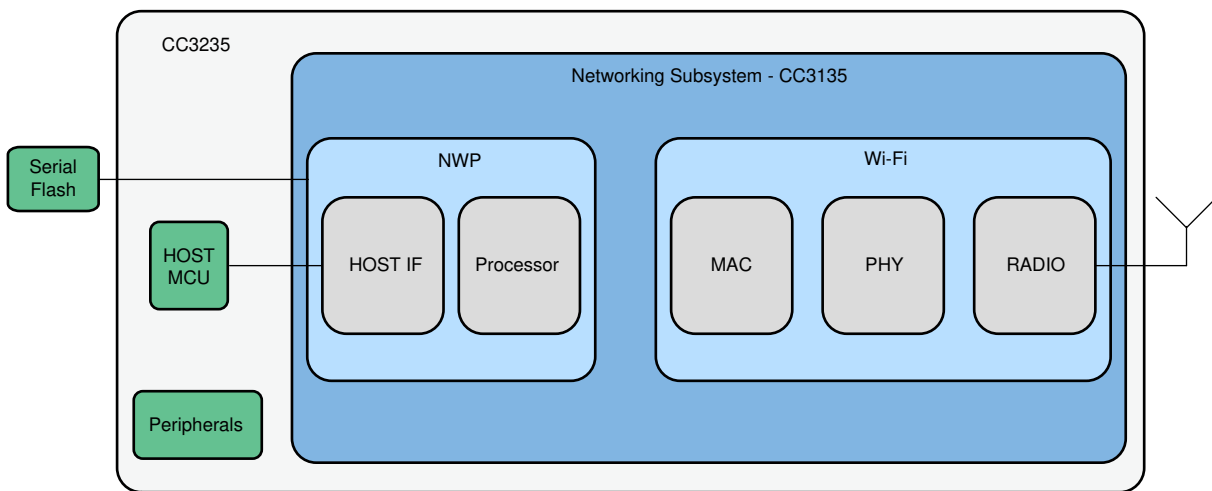 CC3235
Networking Subsystem - CC3135
NWP
Wi-Fi
Serial
Flash
HOST
MCU
HOST IF
Processor
MAC
PHY
RADIO
Peripherals